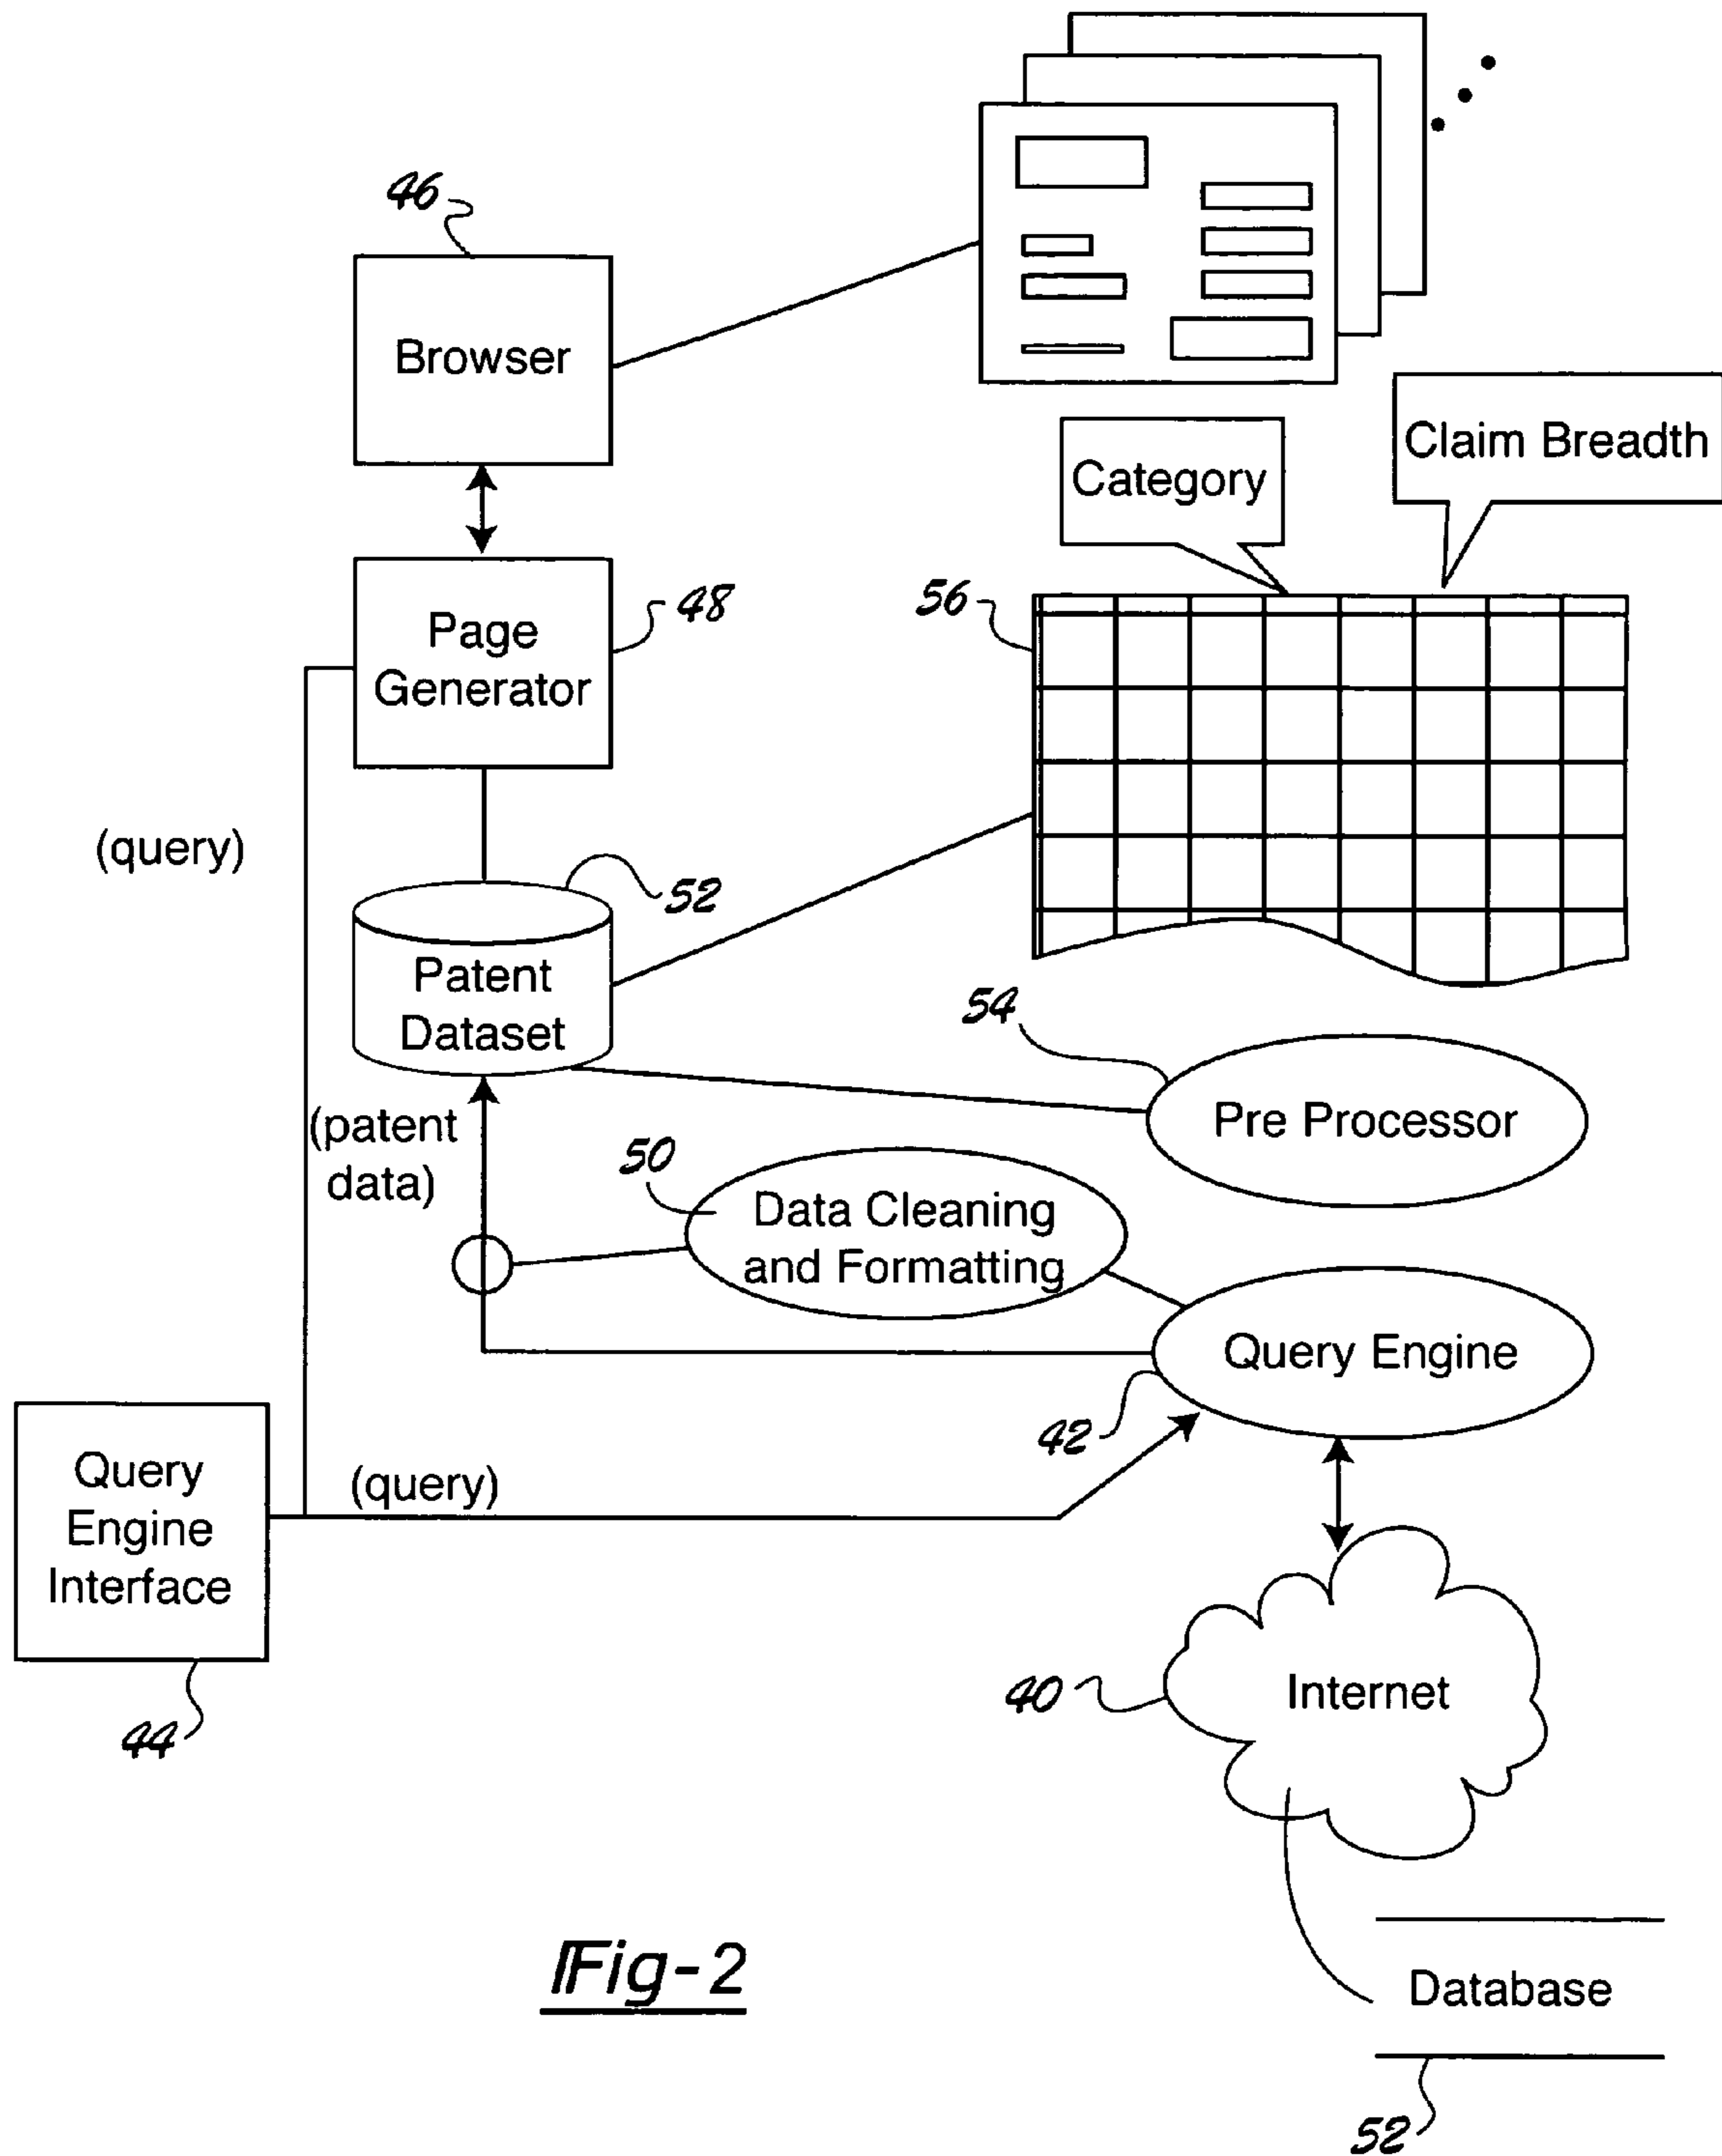 46
Browser
Category
Claim Breadth
Page
Generator
48
56
(query)
52
Patent
Dataset
54
Pre Processor
(patent
data)
50
Data Cleaning
and Formatting
Query Engine
42
Query
Engine
Interface
(query)
44
40
Internet
Fig-2
Database
52